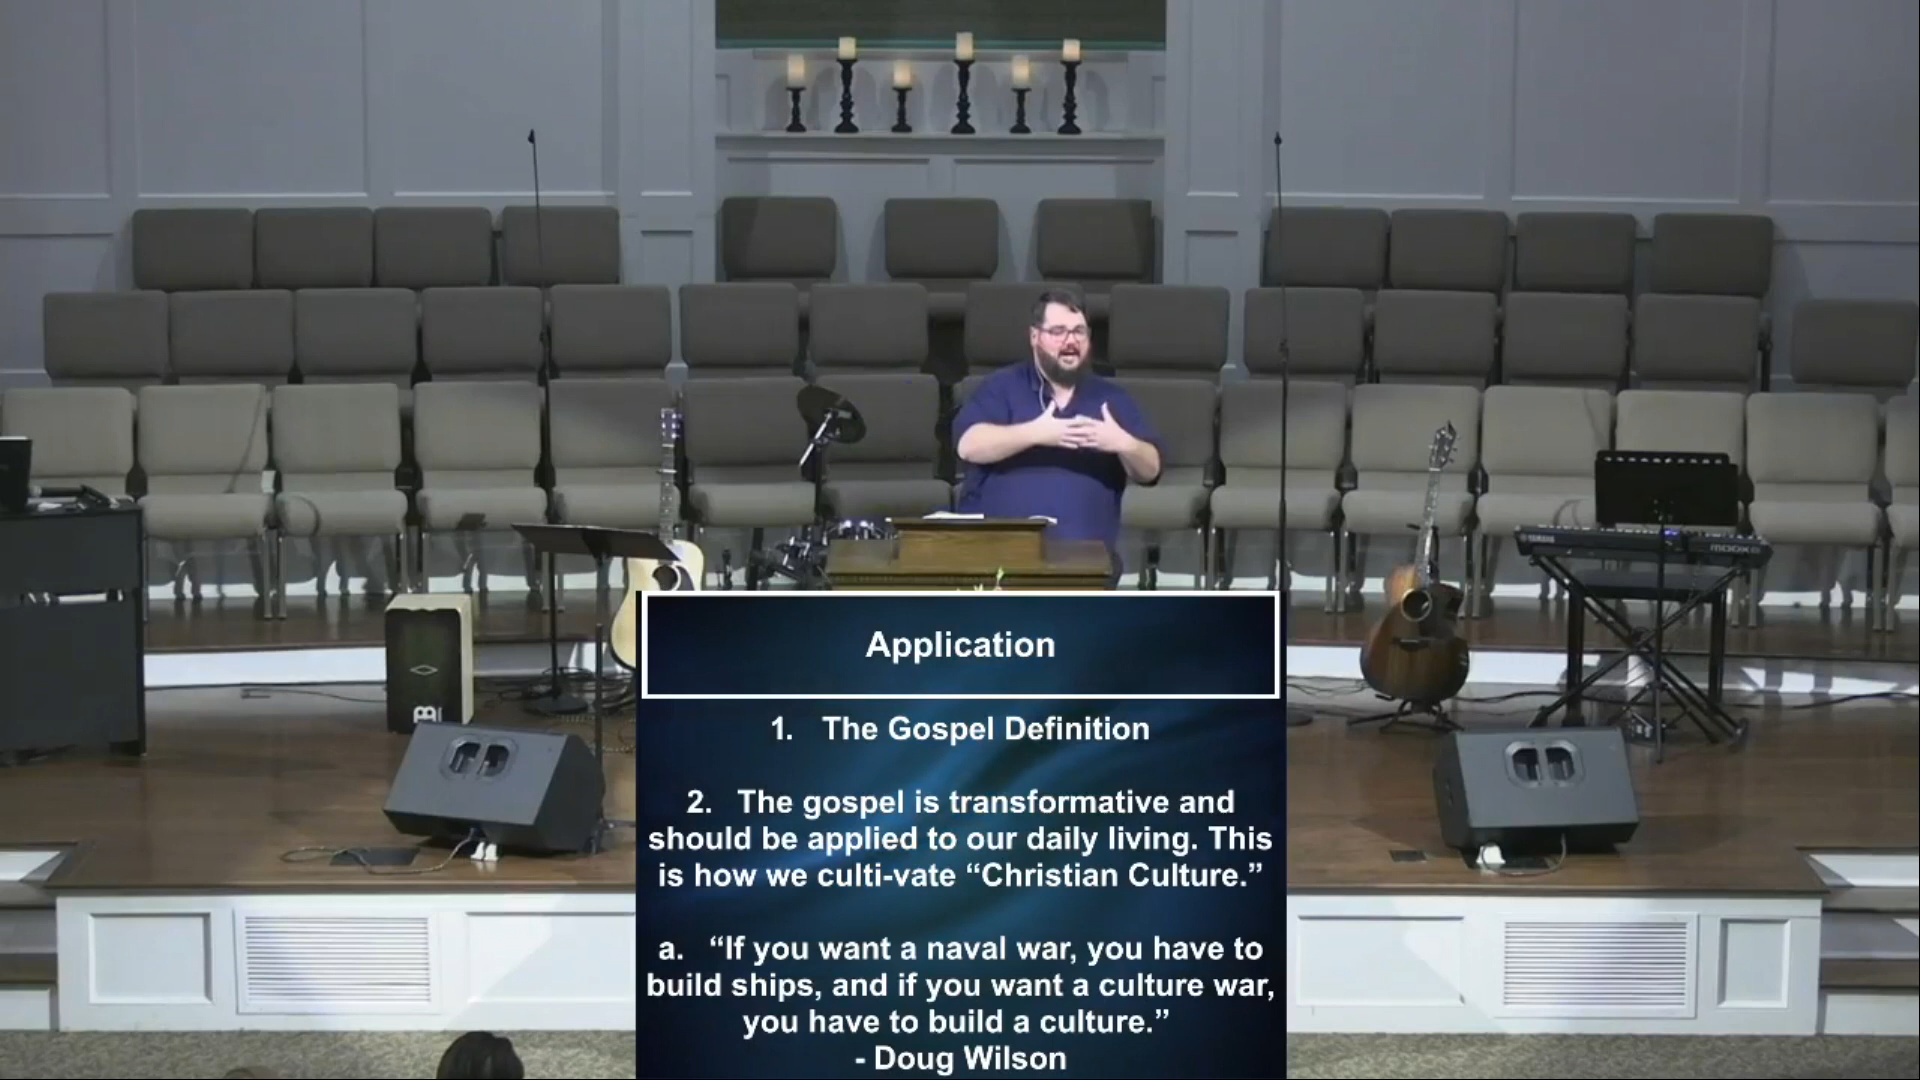 YAMAHA
MODX8
Application
1. The Gospel Definition
2. The gospel is transformative and
should be applied to our daily living. This
is how we culti-vate “Christian Culture.”
a. “If you want a naval war, you have to
build ships, and if you want a culture war,
you have to build a culture.”
- Doug Wilson